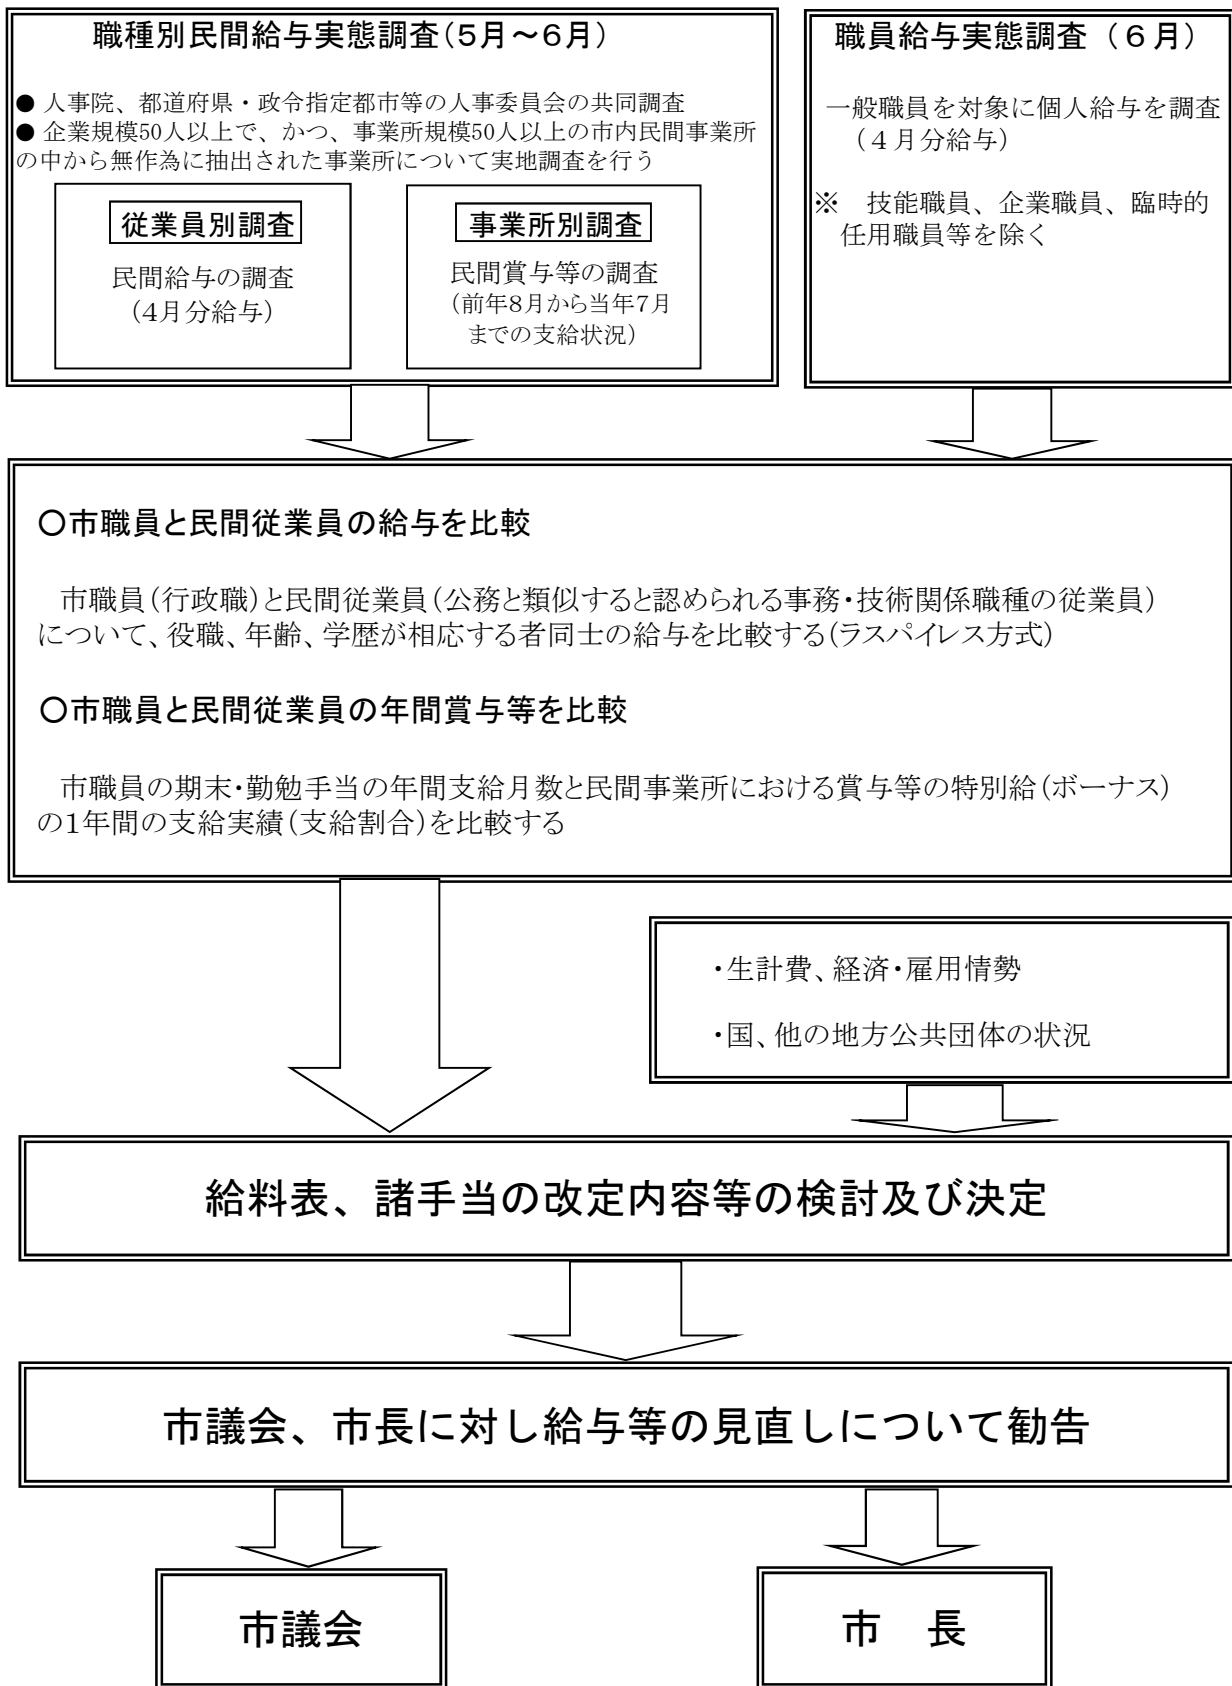 職種別民間給与実態調査(5月～6月)
● 人事院、都道府県・政令指定都市等の人事委員会の共同調査
● 企業規模50人以上で、かつ、事業所規模50人以上の市内民間事業所
の中から無作為に抽出された事業所について実地調査を行う
従業員別調査
民間給与の調査
(4月分給与)
事業所別調査
民間賞与等の調査
(前年8月から当年7月
までの支給状況)
職員給与実態調査（６月）
一般職員を対象に個人給与を調査
（４月分給与）
※　技能職員、企業職員、臨時的
任用職員等を除く
○市職員と民間従業員の給与を比較
市職員(行政職)と民間従業員(公務と類似すると認められる事務・技術関係職種の従業員)
について、役職、年齢、学歴が相応する者同士の給与を比較する(ラスパイレス方式)
○市職員と民間従業員の年間賞与等を比較
市職員の期末・勤勉手当の年間支給月数と民間事業所における賞与等の特別給(ボーナス)
の1年間の支給実績(支給割合)を比較する
・生計費、経済・雇用情勢
・国、他の地方公共団体の状況
給料表、諸手当の改定内容等の検討及び決定
市議会、市長に対し給与等の見直しについて勧告
市議会
市　長